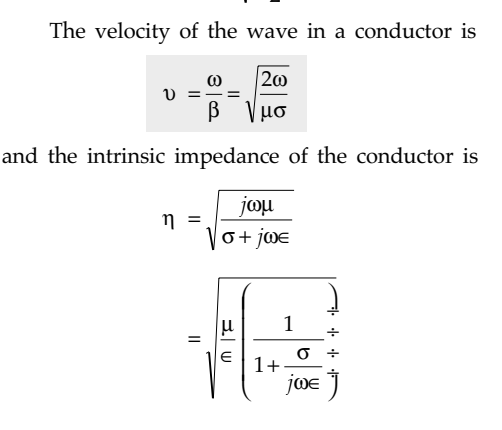 The velocity of the wave in a conductor is
υ = ω/β = √(2ω/μσ)
and the intrinsic impedance of the conductor is
η = √(jωμ/(σ + jω∈))
= √(μ/∈ (1/(1 + σ/jω∈)))